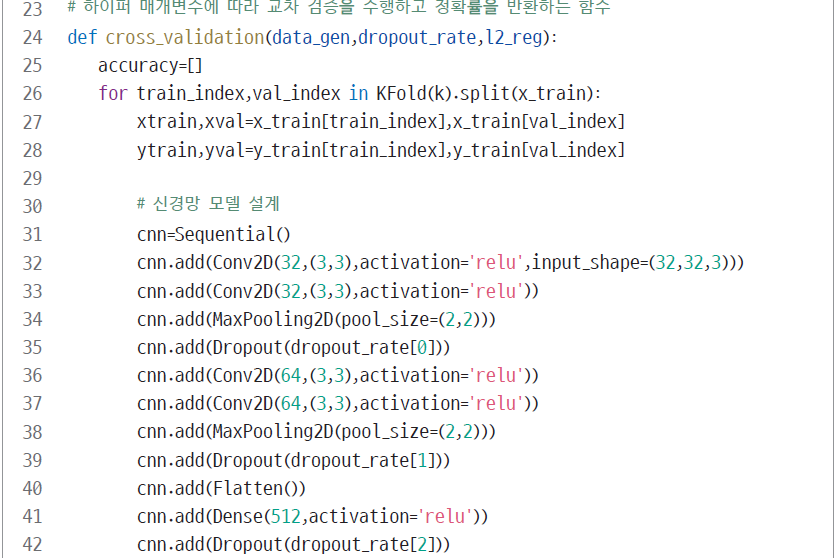 23 # 하이퍼 매개변수에 따라 교차 검증을 수행하고 정확률을 반환하는 함수
24 def cross_validation(data_gen,dropout_rate,l2_reg):
25 accuracy=[]
26 for train_index,val_index in KFold(k).split(x_train):
27 xtrain,xval=x_train[train_index],x_train[val_index]
28 ytrain,yval=y_train[train_index],y_train[val_index]
29
30 # 신경망 모델 설계
31 cnn=Sequential()
32 cnn.add(Conv2D(32,(3,3),activation='relu',input_shape=(32,32,3)))
33 cnn.add(Conv2D(32,(3,3),activation='relu'))
34 cnn.add(MaxPooling2D(pool_size=(2,2)))
35 cnn.add(Dropout(dropout_rate[0]))
36 cnn.add(Conv2D(64,(3,3),activation='relu'))
37 cnn.add(Conv2D(64,(3,3),activation='relu'))
38 cnn.add(MaxPooling2D(pool_size=(2,2)))
39 cnn.add(Dropout(dropout_rate[1]))
40 cnn.add(Flatten())
41 cnn.add(Dense(512,activation='relu'))
42 cnn.add(Dropout(dropout_rate[2]))